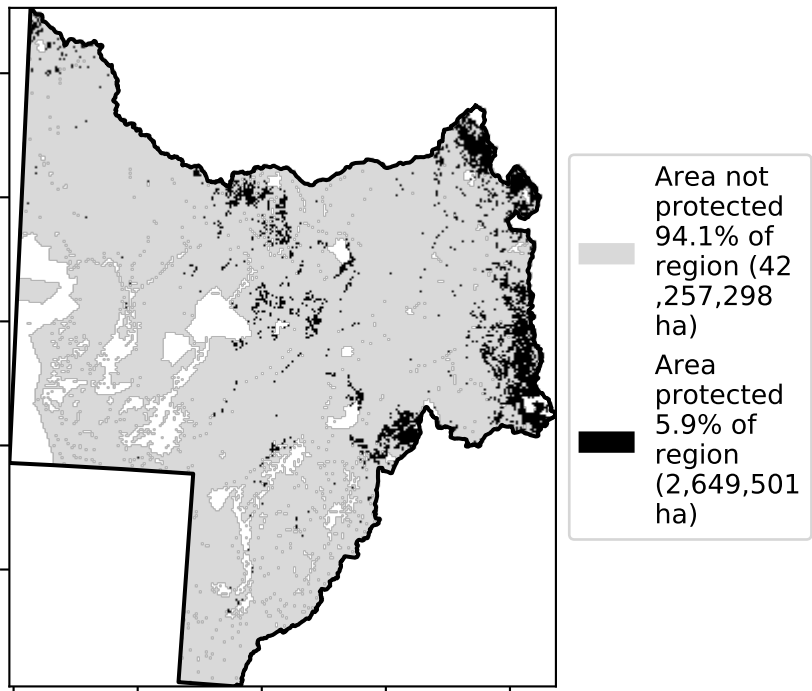 Area not
protected
94.1% of
region (42
,257,298
ha)
Area
protected
5.9% of
region
(2,649,501
ha)